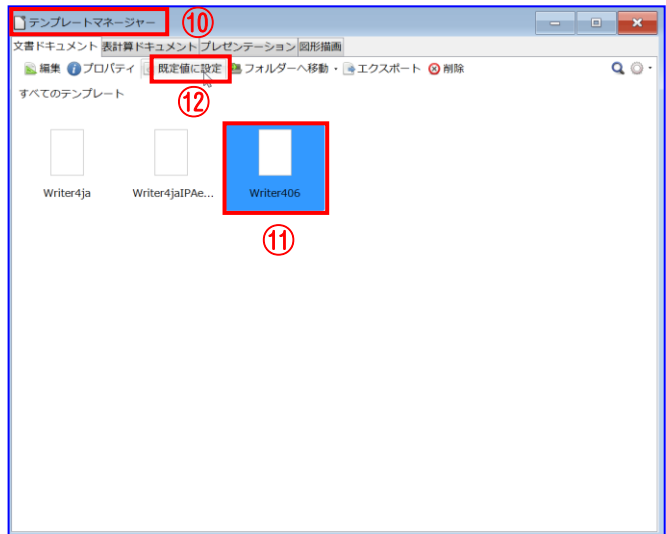 テンプレートマネージャー ⑩
文書ドキュメント 表計算ドキュメント プレゼンテーション 図形描画
編集 プロパティ 既定値に設定 フォルダーへ移動 エクスポート 削除
⑫
すべてのテンプレート
Writer4ja Writer4jaIPAe... Writer406
⑪